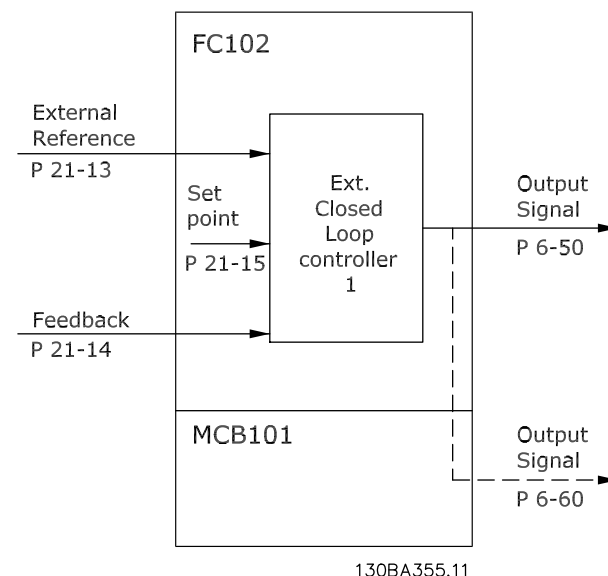 FC102
External
Reference
P 21-13
Set
point
P 21-15
Feedback
P 21-14
Ext.
Closed
Loop
controller
1
Output
Signal
P 6-50
MCB101
Output
Signal
P 6-60
130BA355.11